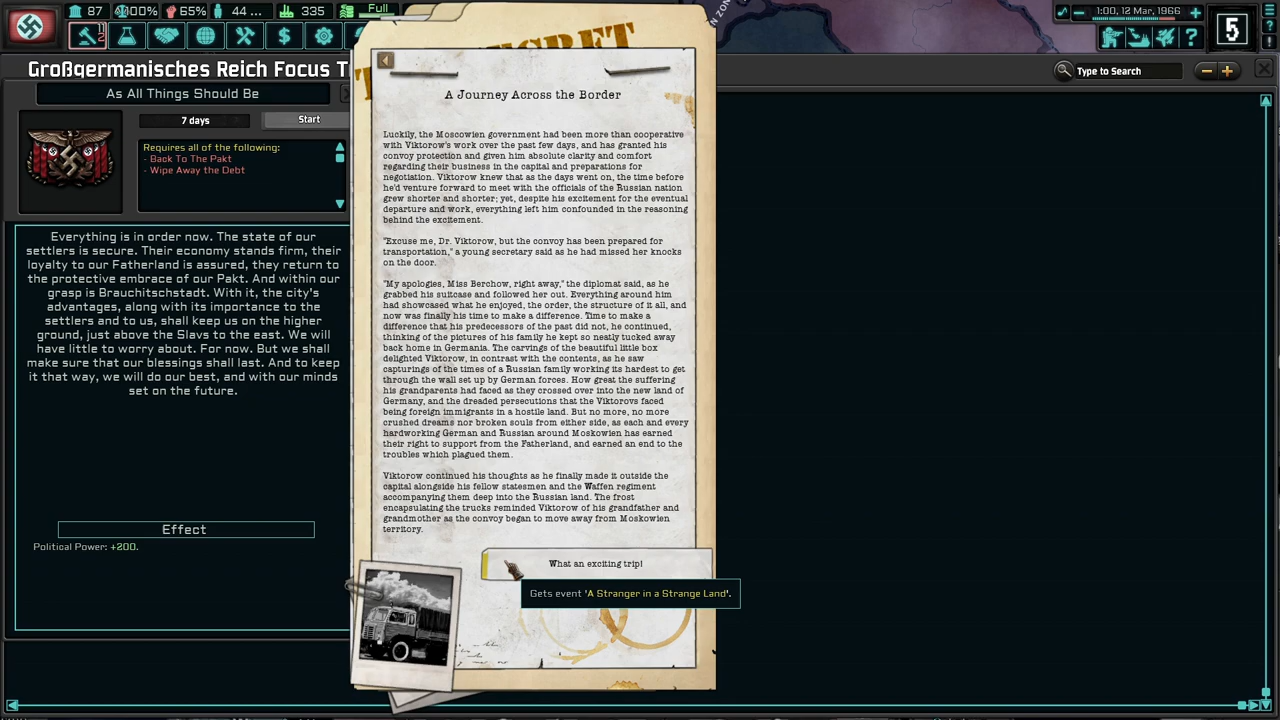 87
100%
65%
44 ...
335
Full
1:00, 12 Mar, 1966
5
Großgermanisches Reich Focus T
As All Things Should Be
7 days
Start
Requires all of the following:
- Back To The Pakt
- Wipe Away the Debt
Everything is in order now. The state of our
settlers is secure. Their economy stands firm, their
loyalty to our Fatherland is assured, they return to
the protective embrace of our Pakt. And within our
grasp is Brauchitschstadt. With it, the city's
advantages, along with its importance to the
settlers and to us, shall keep us on the higher
ground, just above the Slavs to the east. We will
have little to worry about. For now. But we shall
make sure that our blessings shall last. And to keep
it that way, we will do our best, and with our minds
set on the future.
Effect
Political Power: +200.
A Journey Across the Border
Luckily, the Moscowien government had been more than cooperative
with Viktorow's work over the past few days, and has granted his
convoy protection and given him absolute clarity and comfort
regarding their business in the capital and preparations for
negotiation. Viktorow knew that as the days went on, the time before
he'd venture forward to meet with the officials of the Russian nation
grew shorter and shorter; yet, despite his excitement for the eventual
departure and work, everything left him confounded in the reasoning
behind the excitement.
"Excuse me, Dr. Viktorow, but the convoy has been prepared for
transportation," a young secretary said as he had missed her knocks
on the door.
"My apologies, Miss Berchow, right away," the diplomat said, as he
grabbed his suitcase and followed her out. Everything around him
had showcased what he enjoyed, the order, the structure of it all, and
now was finally his time to make a difference. Time to make a
difference that his predecessors of the past did not, he continued,
thinking of the pictures of his family he kept so neatly tucked away
back home in Germania. The carvings of the beautiful little box
delighted Viktorow, in contrast with the contents, as he saw
capturings of the times of a Russian family working its hardest to get
through the wall set up by German forces. How great the suffering
his grandparents had faced as they crossed over into the new land of
Germany, and the dreaded persecutions that the Viktorovs faced
being foreign immigrants in a hostile land. But no more, no more
crushed dreams nor broken souls from either side, as each and every
hardworking German and Russian around Moskowien has earned
their right to support from the Fatherland, and earned an end to the
troubles which plagued them.
Viktorow continued his thoughts as he finally made it outside the
capital alongside his fellow statesmen and the Waffen regiment
accompanying them deep into the Russian land. The frost
encapsulating the trucks reminded Viktorow of his grandfather and
grandmother as the convoy began to move away from Moskowien
territory.
What an exciting trip!
Gets event 'A Stranger in a Strange Land'.
Type to Search